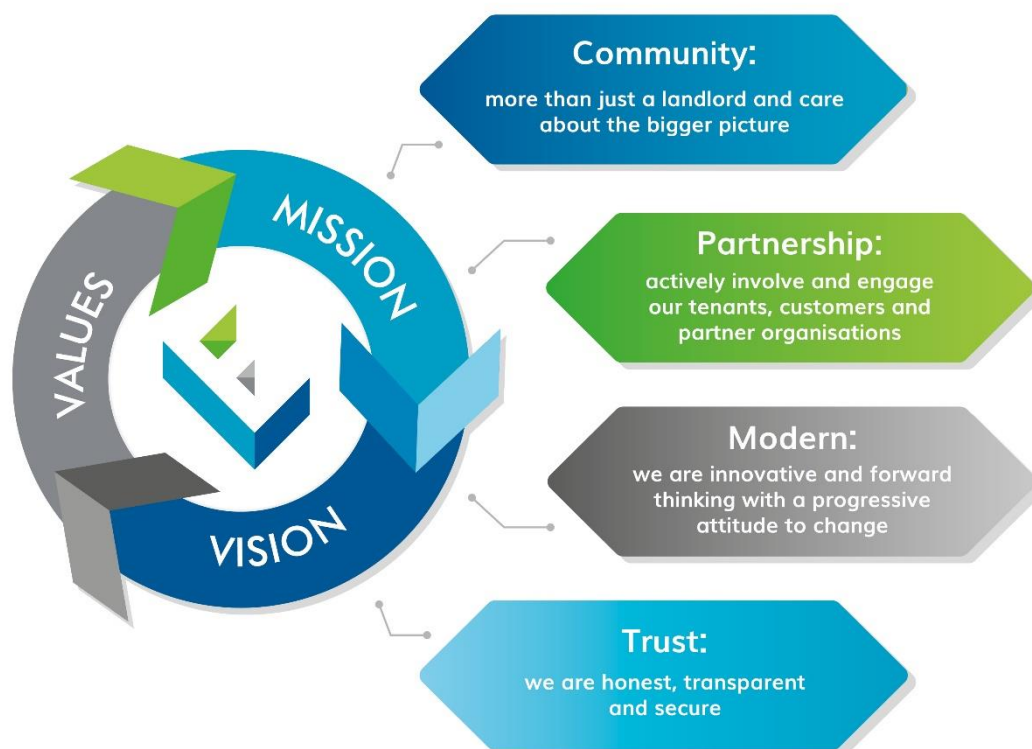 Community:
more than just a landlord and care
about the bigger picture
MISSION
VALUES
VISION
Partnership:
actively involve and engage
our tenants, customers and
partner organisations
Modern:
we are innovative and forward
thinking with a progressive
attitude to change
Trust:
we are honest, transparent
and secure